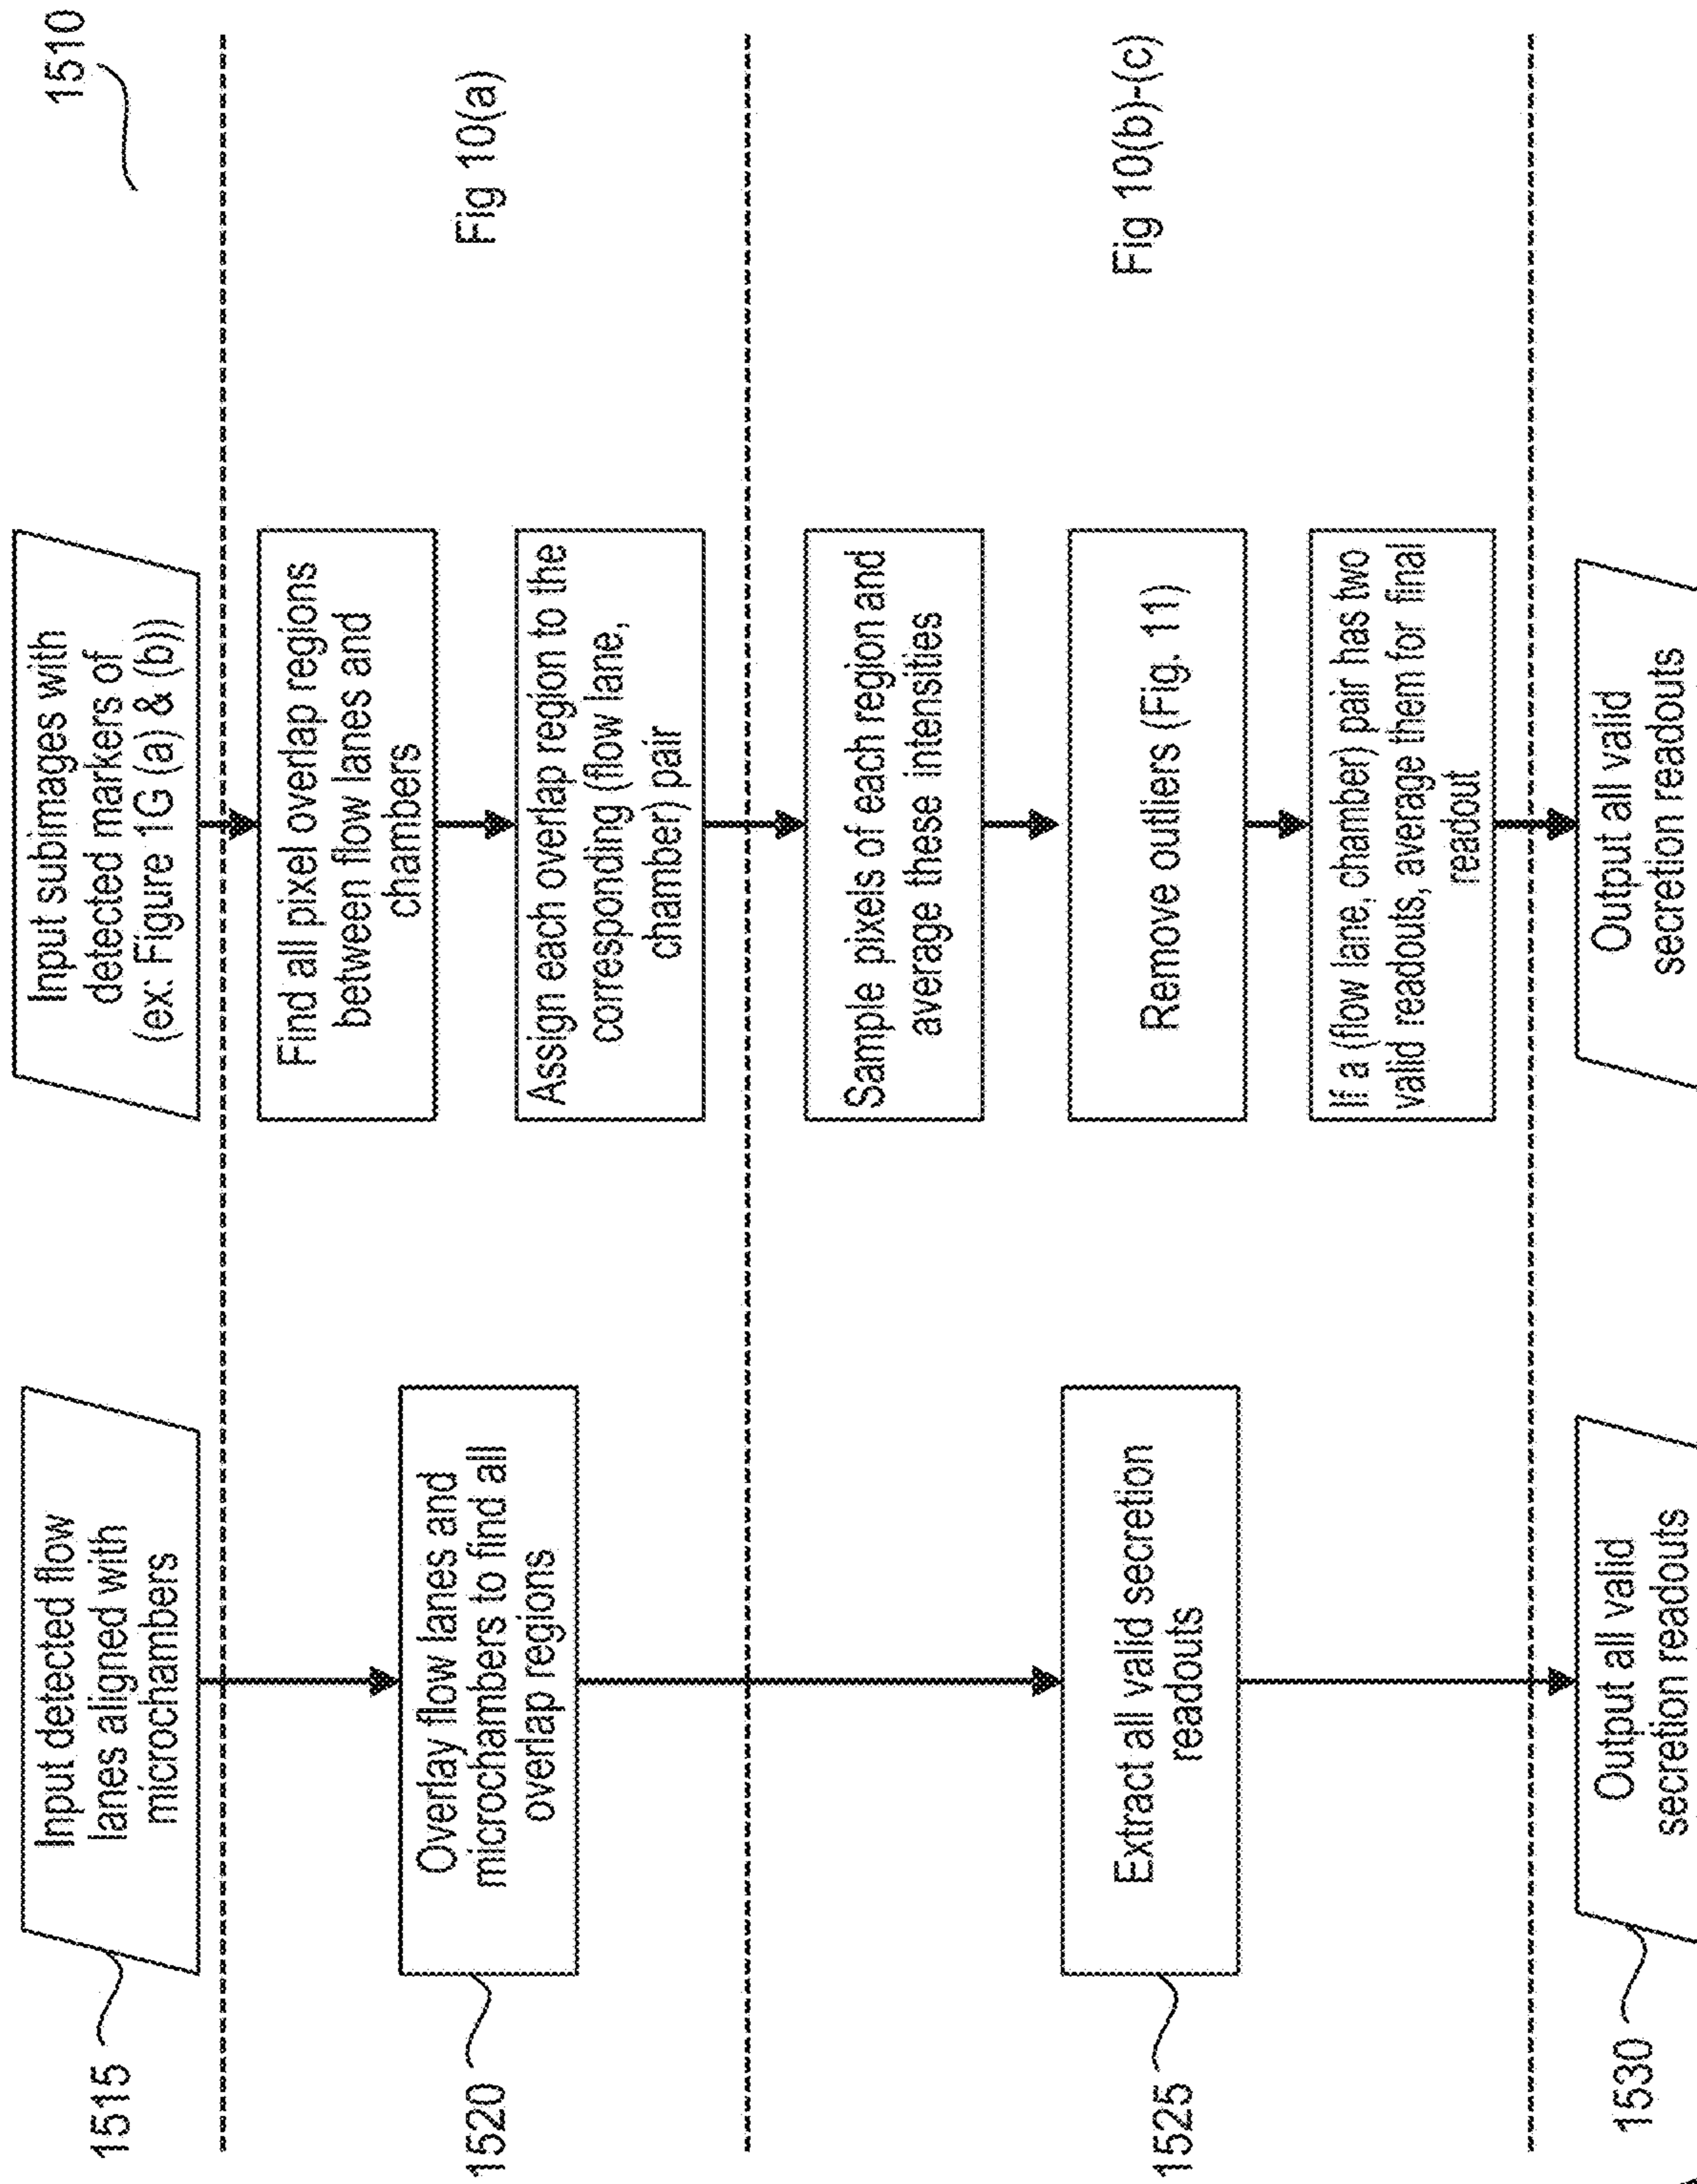 1510
1515
Input detected flow
lanes aligned with
microchambers
Input subimages with
detected markers of
(ex: Figure 1G (a) & (b))
1520
Overlay flow lanes and
microchambers to find all
overlap regions
Find all pixel overlap regions
between flow lanes and
chambers
Assign each overlap region to the
corresponding (flow lane,
chamber) pair
Fig 10(a)
1525
Extract all valid secretion
readouts
Sample pixels of each region and
average these intensities
Remove outliers (Fig. 11)
If a (flow lane, chamber) pair has two
valid readouts, average them for final
readout
Fig 10(b)-(c)
1530
Output all valid
secretion readouts
Output all valid
secretion readouts